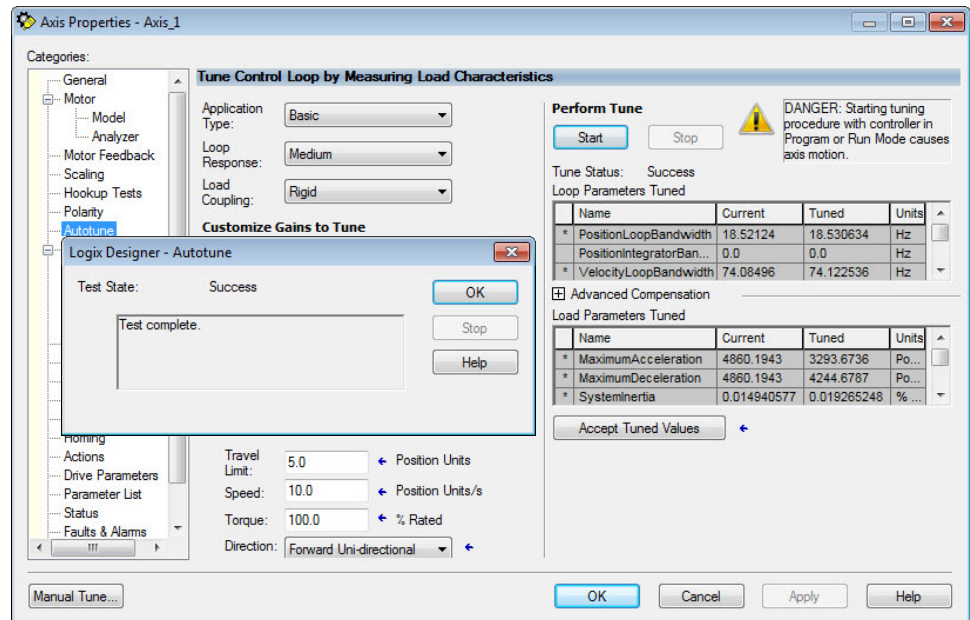 Axis Properties - Axis_1
Categories:
General
Motor
Model
Analyzer
Motor Feedback
Scaling
Hookup Tests
Polarity
Autotune
Homing
Actions
Drive Parameters
Parameter List
Status
Faults & Alarms
Tune Control Loop by Measuring Load Characteristics
Application
Type:
Basic
Loop
Response:
Medium
Load
Coupling:
Rigid
Customize Gains to Tune
Logix Designer - Autotune
Test State: Success
Test complete.
OK
Stop
Help
Travel
Limit:
5.0
Position Units
Speed: 10.0 Position Units/s
Torque: 100.0 % Rated
Direction: Forward Uni-directional
Perform Tune
Start Stop
DANGER: Starting tuning
procedure with controller in
Program or Run Mode causes
axis motion.
Tune Status: Success
Loop Parameters Tuned
Name Current Tuned Units
* PositionLoopBandwidth 18.52124 18.530634 Hz
PositionIntegratorBan... 0.0 0.0 Hz
* VelocityLoopBandwidth 74.08496 74.122536 Hz
Advanced Compensation
Load Parameters Tuned
Name Current Tuned Units
* MaximumAcceleration 4860.1943 3293.6736 Po...
* MaximumDeceleration 4860.1943 4244.6787 Po...
* SystemInertia 0.014940577 0.019265248 % ...
Accept Tuned Values
Manual Tune...
OK Cancel Apply Help